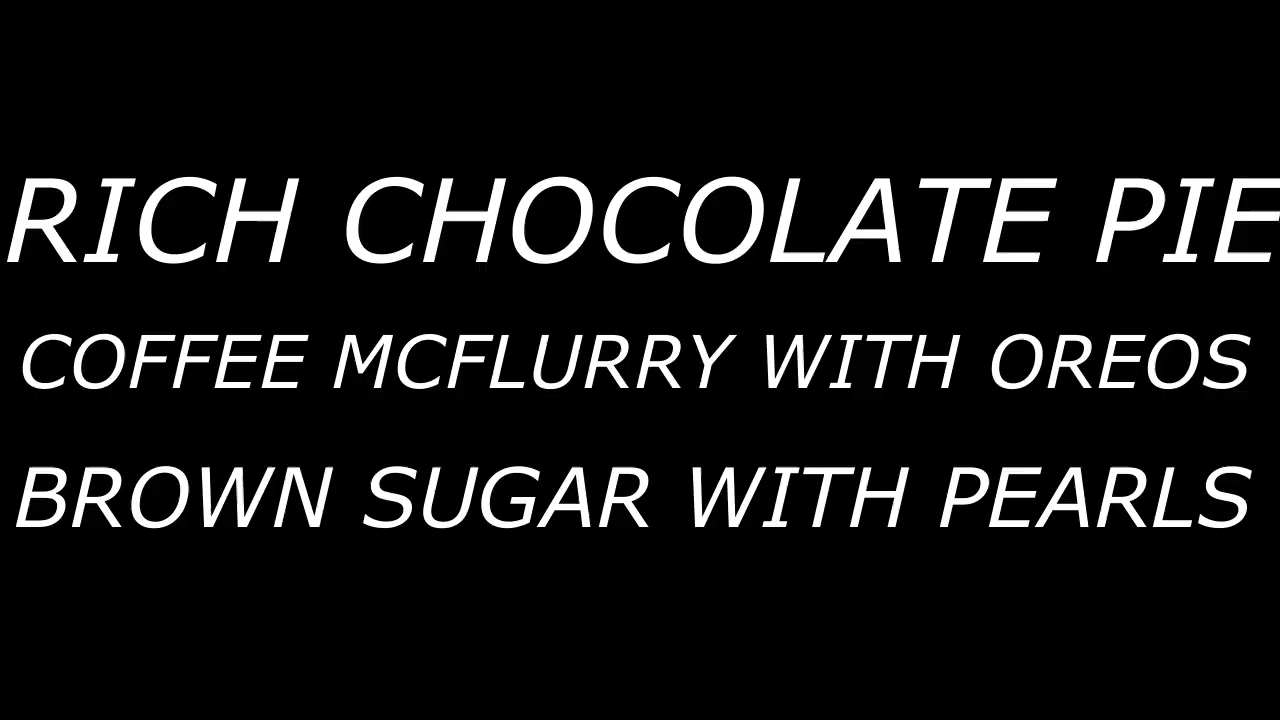 RICH CHOCOLATE PIE
COFFEE MCFLURRY WITH OREOS
BROWN SUGAR WITH PEARLS